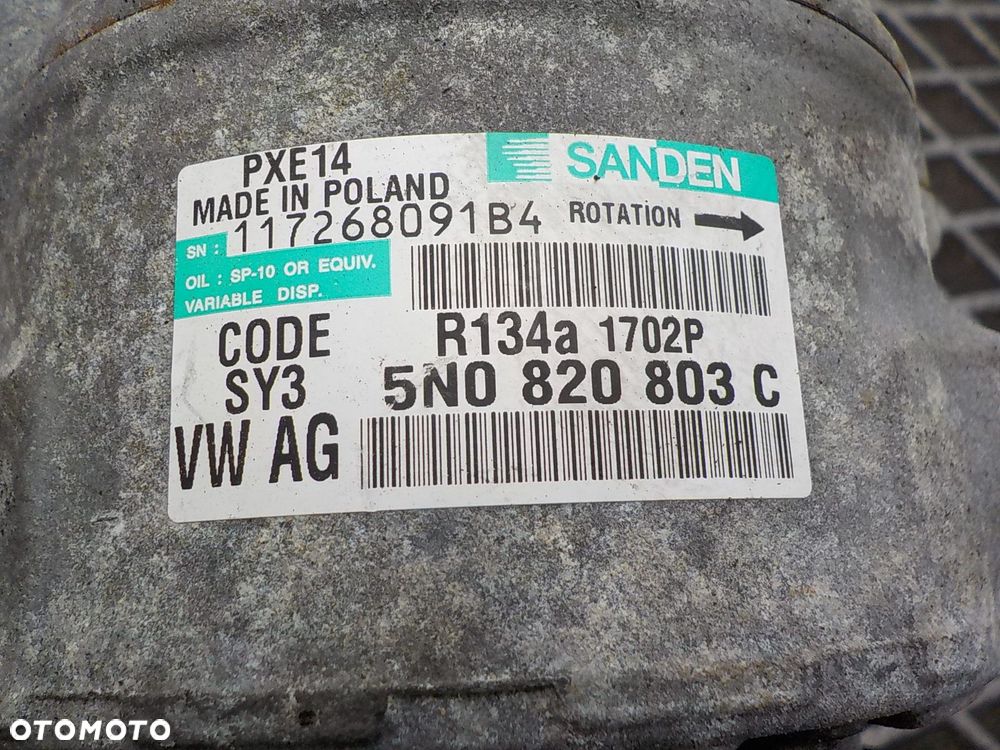 PXE14
SANDEN
MADE IN POLAND
SN : 117268091B4
ROTATiON
OIL : SP-10 OR EQUIV.
VARIABLE DISP.
CODE
R134a 1702P
SY3
5N0 820 803 C
VW AG
OTOMOTO